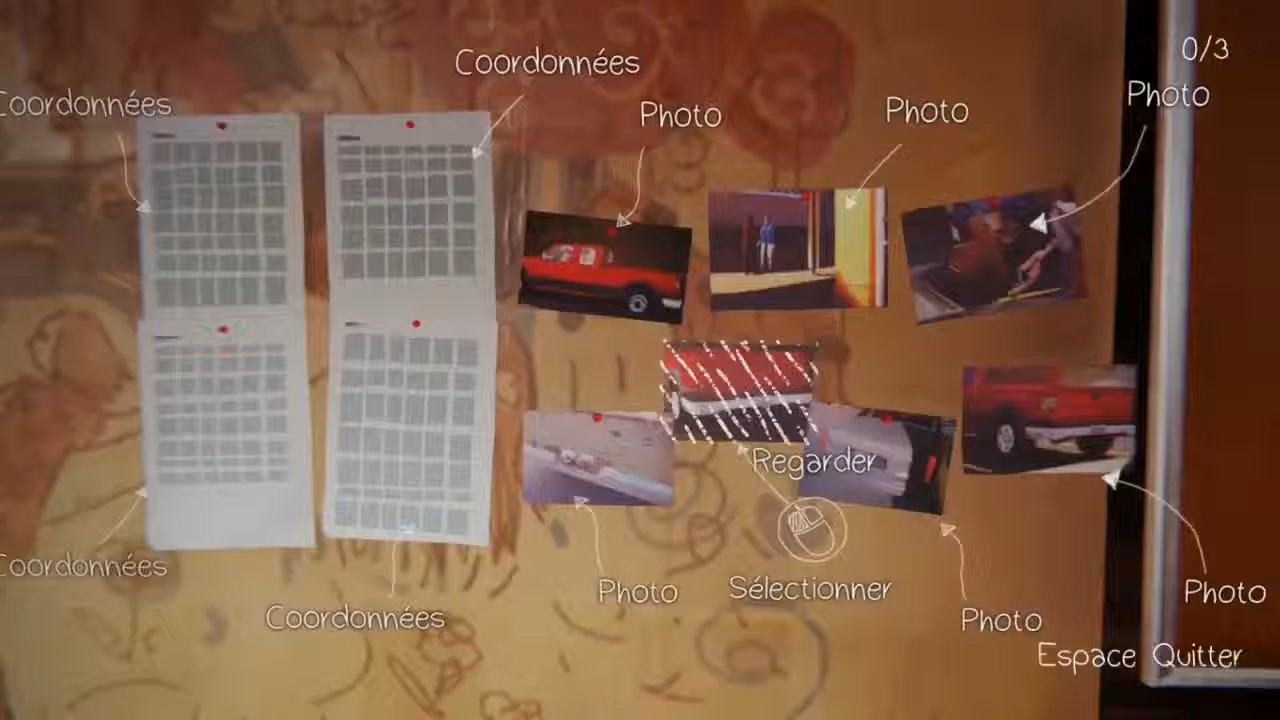 0/3
Coordonnées
Photo
Coordonnées
Photo
Photo
Regarder
Coordonnées
Photo
Sélectionner
Photo
Coordonnées
Photo
Espace Quitter